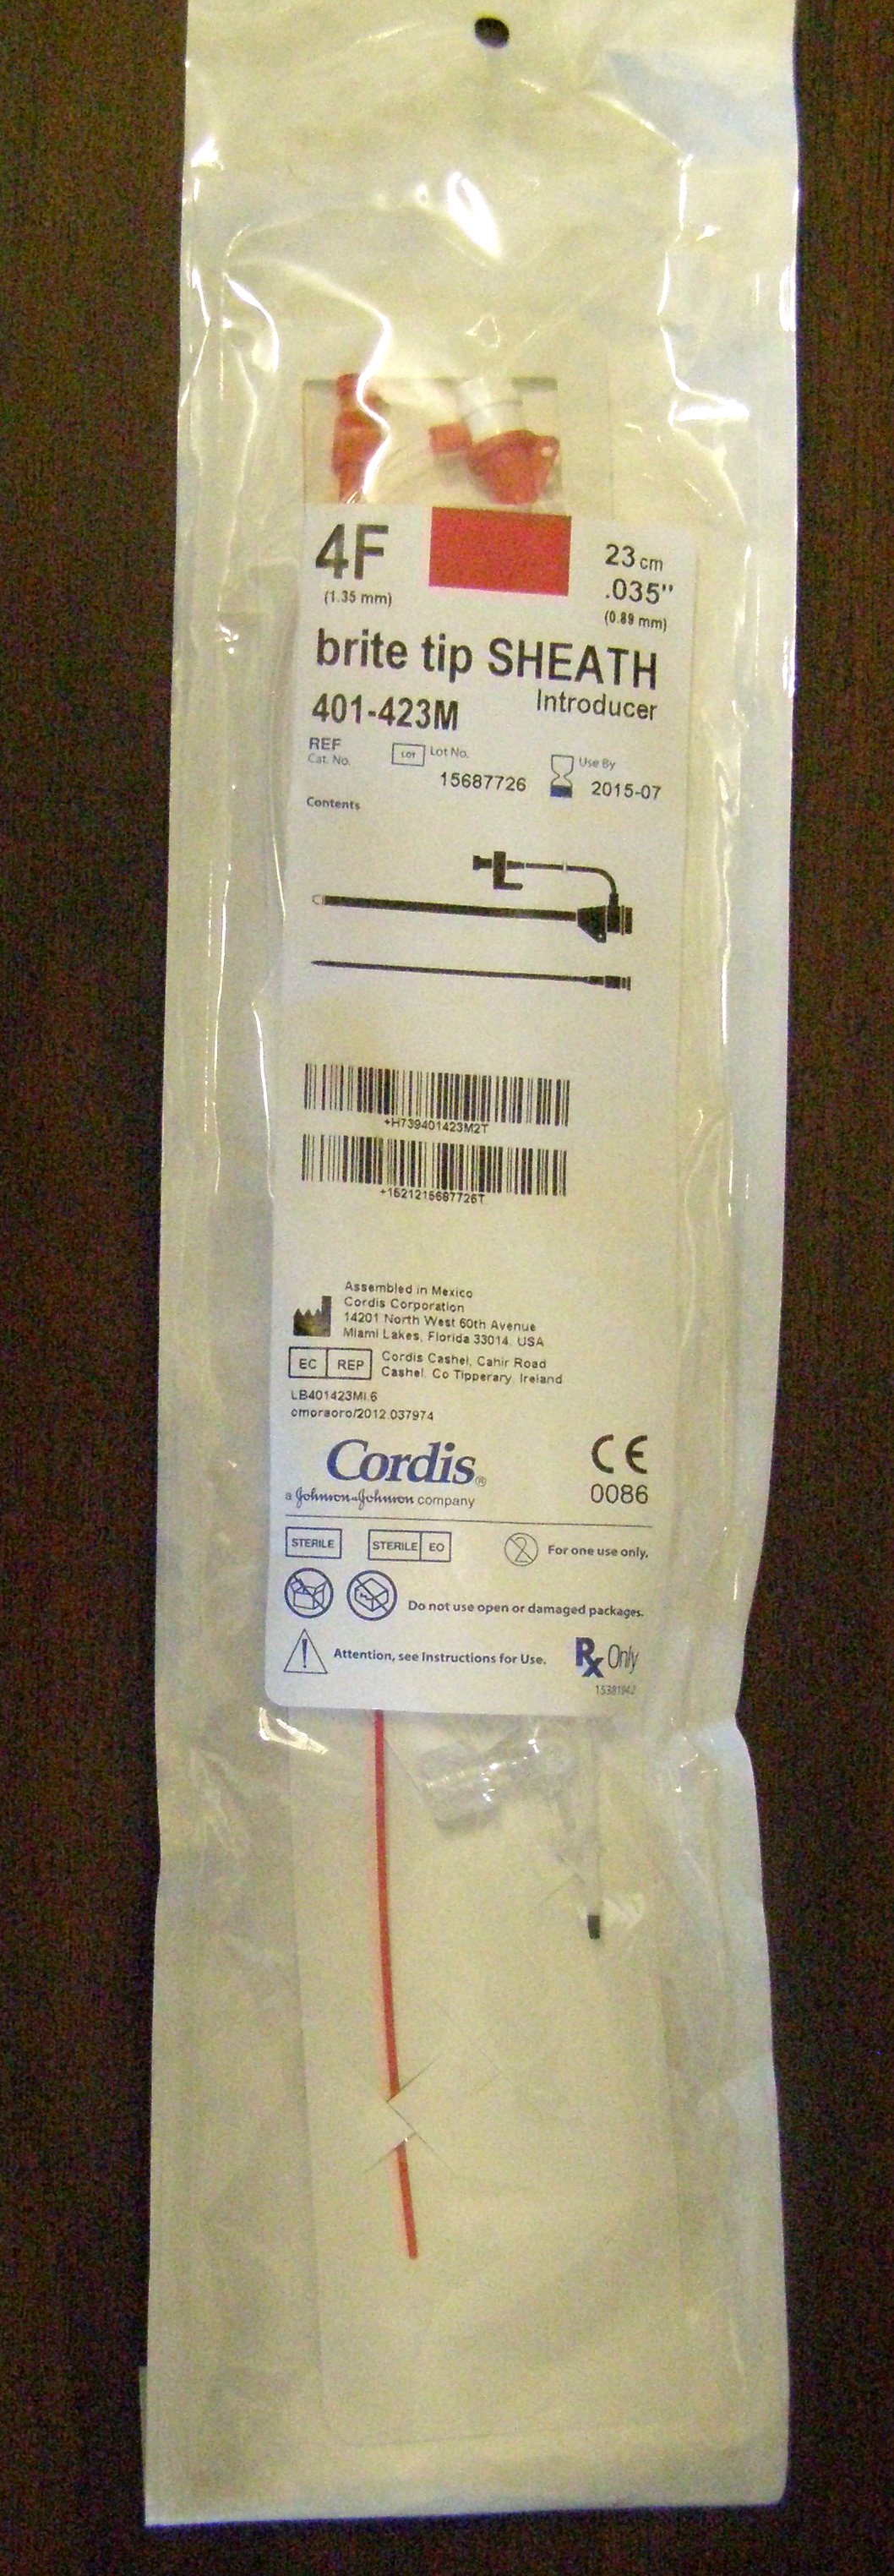 4F
(1.35 mm)
23 cm
.035"
(0.89 mm)
brite tip SHEATH
Introducer
401-423M
REF
Cat. No.
LOT Lot No.
15687726
Use By
2015-07
Contents
+H739401423M2T
+1521215687726T
Assembled in Mexico
Cordis Corporation
14201 North West 60th Avenue
Miami Lakes, Florida 33014, USA
EC REP
Cordis Cashel, Cahir Road
Cashel, Co Tipperary, Ireland
LB401423MI.6
cmoraoro/2012.037974
Cordis®
a Johnson & Johnson company
CE
0086
STERILE
STERILE EO
2
For one use only.
Do not use open or damaged packages.
! Attention, see Instructions for Use.
Rx Only